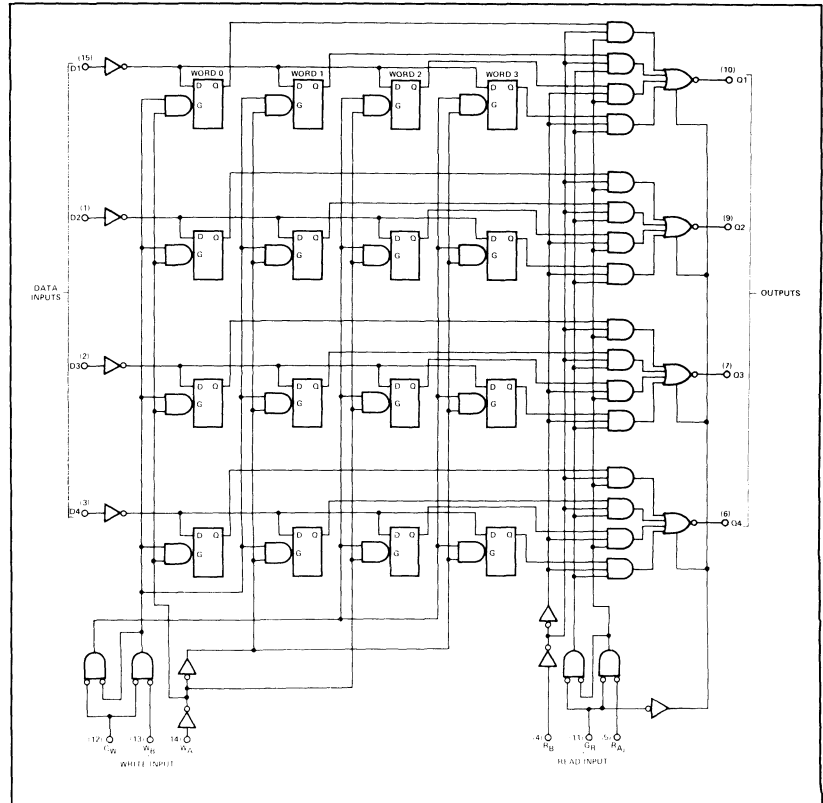 WORD 0 WORD 1 WORD 2 WORD 3
(15)
D1
D Q D Q D Q D Q
G G G G
(10)
Q1
(1)
D2
D Q D Q D Q D Q
G G G G
(9)
Q2
DATA
INPUTS
OUTPUTS
(2)
D3
D Q D Q D Q D Q
G G G G
(7)
Q3
(3)
D4
D Q D Q D Q D Q
G G G G
(6)
Q4
(12) (13) 14) (4) (5)
W WB WA RB GR RA
WRITE INPUT
READ INPUT